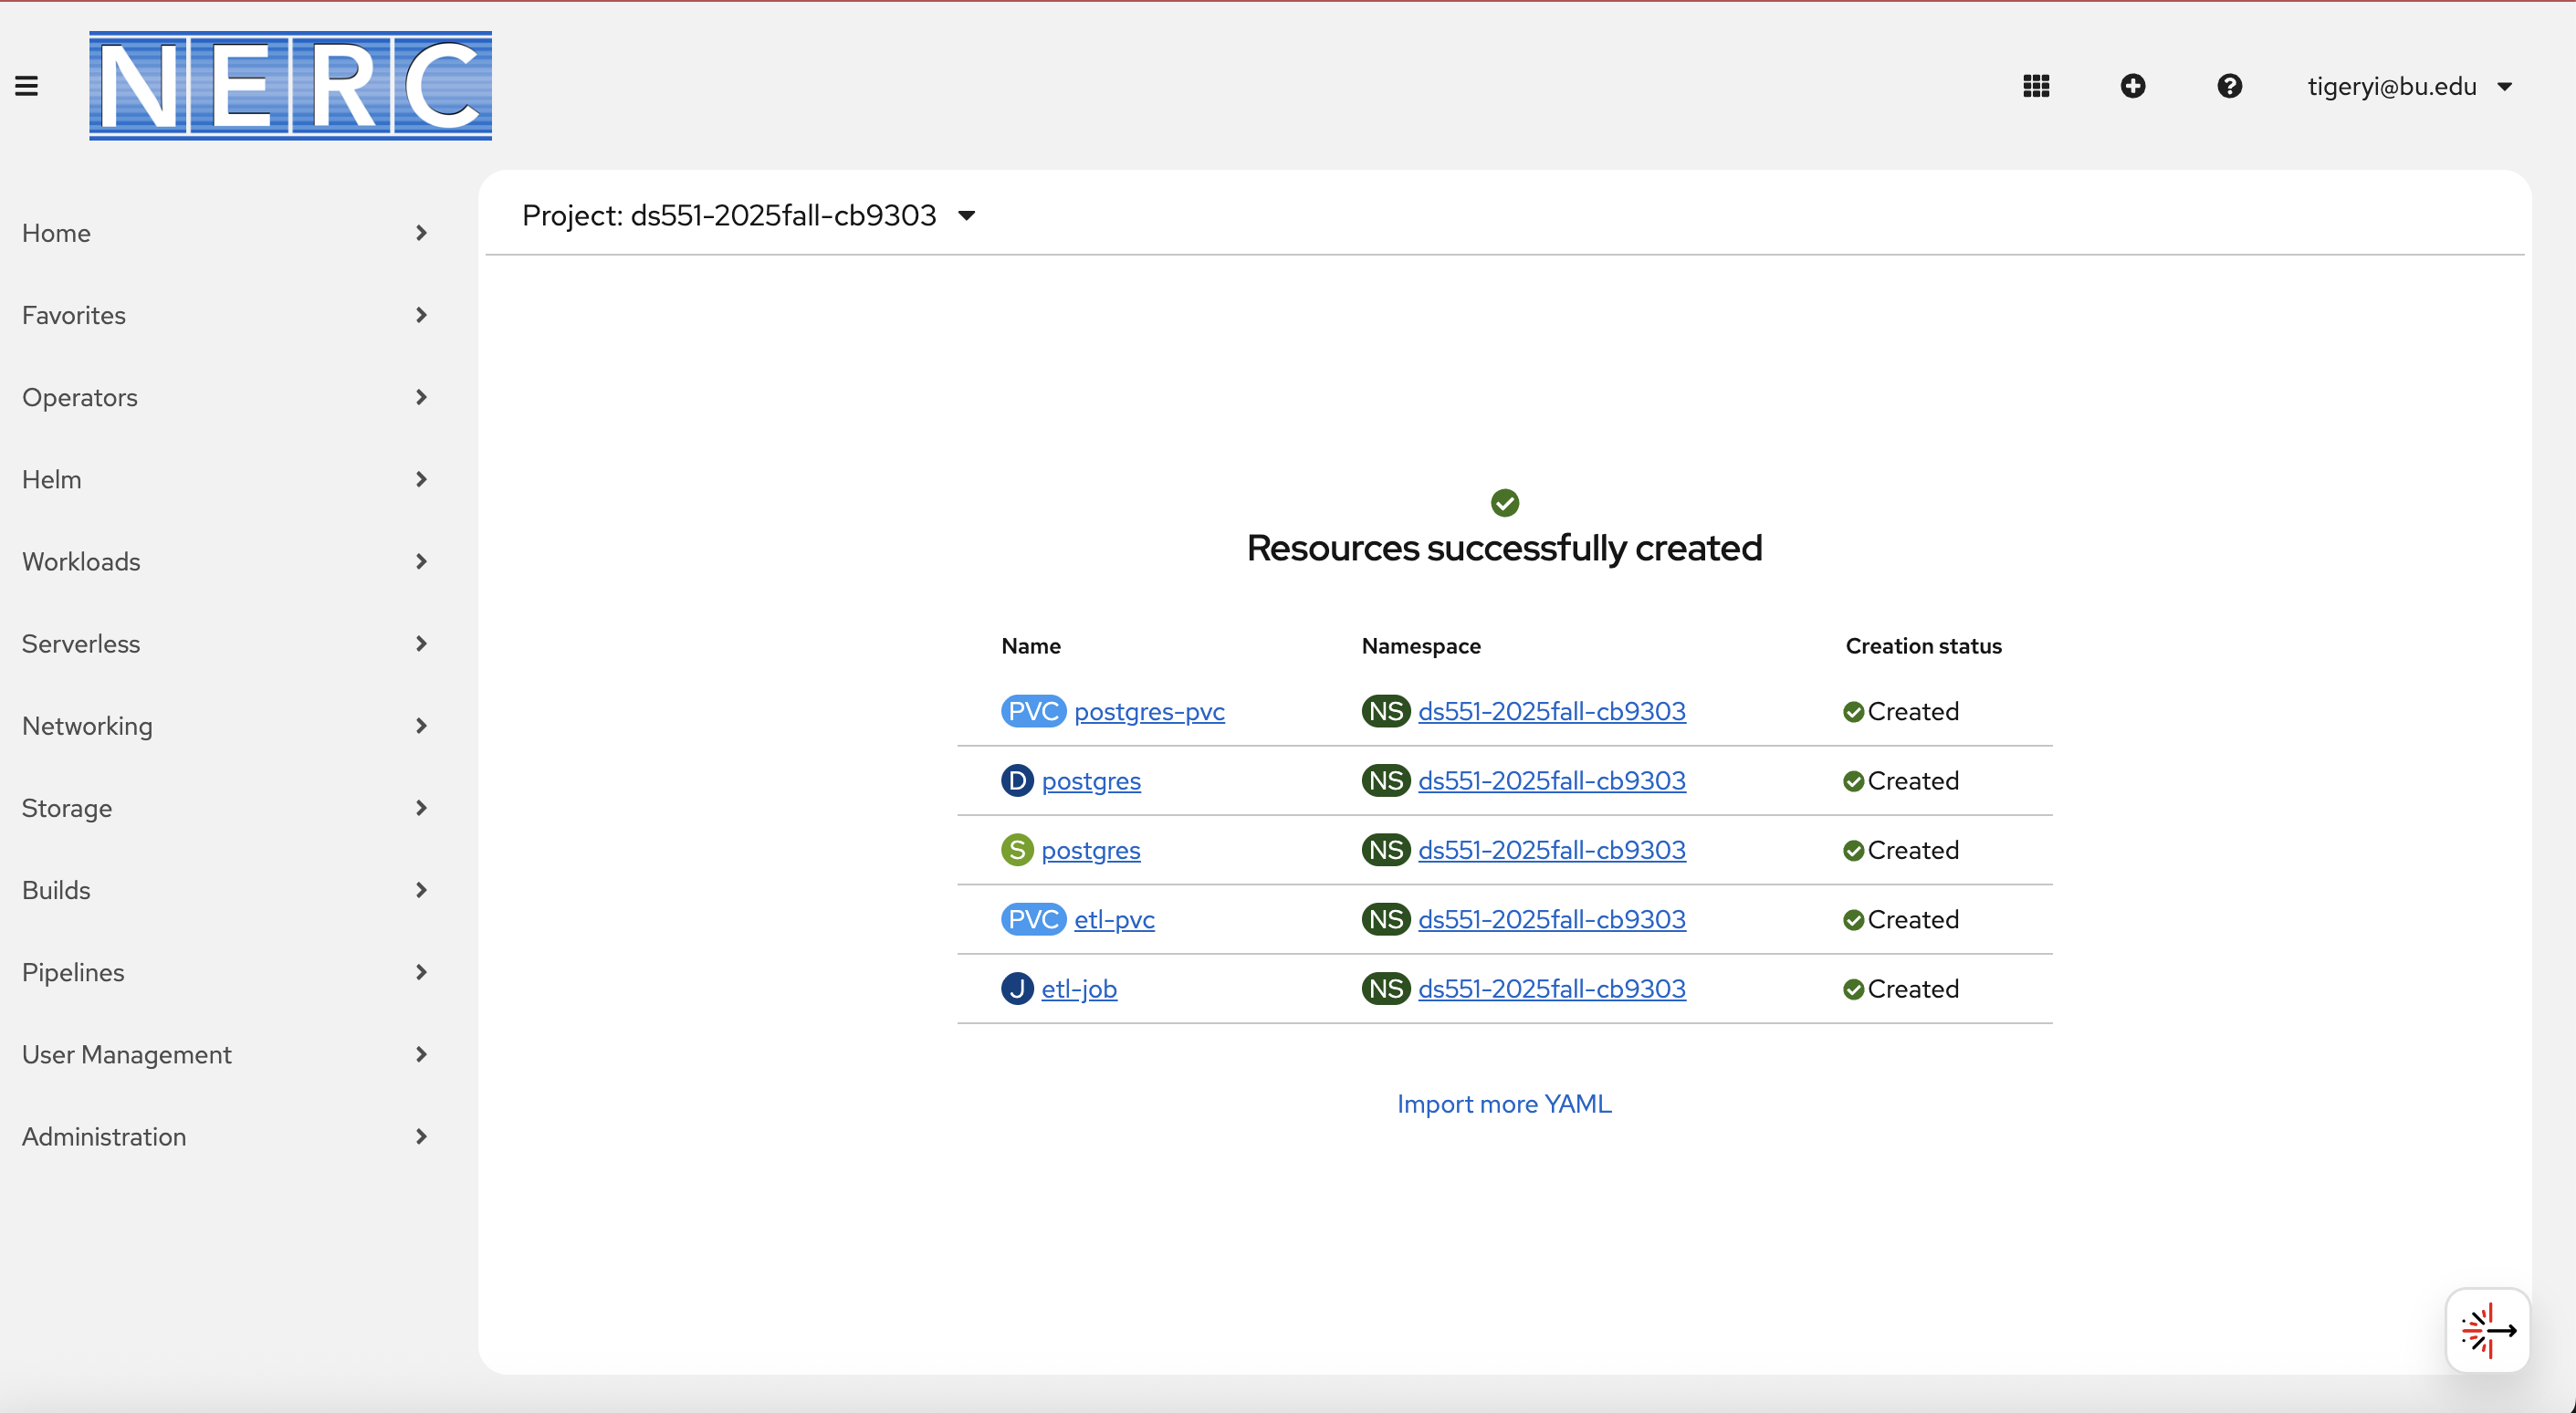 NERC
tigeryi@bu.edu
Project: ds551-2025fall-cb9303
Home
Favorites
Operators
Helm
Workloads
Serverless
Networking
Storage
Builds
Pipelines
User Management
Administration
Resources successfully created
Name Namespace Creation status
PVC postgres-pvc NS ds551-2025fall-cb9303 Created
D postgres NS ds551-2025fall-cb9303 Created
S postgres NS ds551-2025fall-cb9303 Created
PVC etl-pvc NS ds551-2025fall-cb9303 Created
J etl-job NS ds551-2025fall-cb9303 Created
Import more YAML